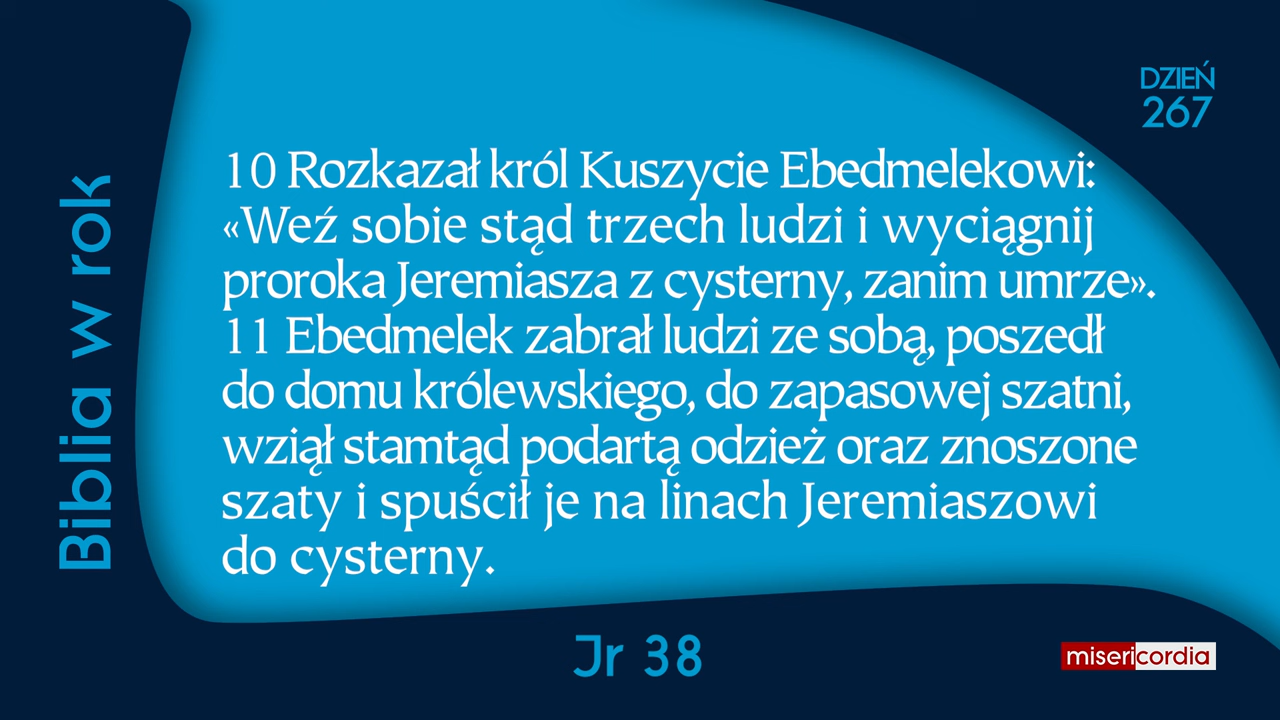 DZIEŃ
267
10 Rozkazał król Kuszycie Ebedmelekowi:
«Weź sobie stąd trzech ludzi i wyciągnij
proroka Jeremiasza z cysterny, zanim umrze».
11 Ebedmelek zabrał ludzi ze sobą, poszedł
do domu królewskiego, do zapasowej szatni,
wziął stamtąd podartą odzież oraz znoszone
szaty i spuścił je na linach Jeremiaszowi
do cysterny.
Biblia w rok
Jr 38
misericordia